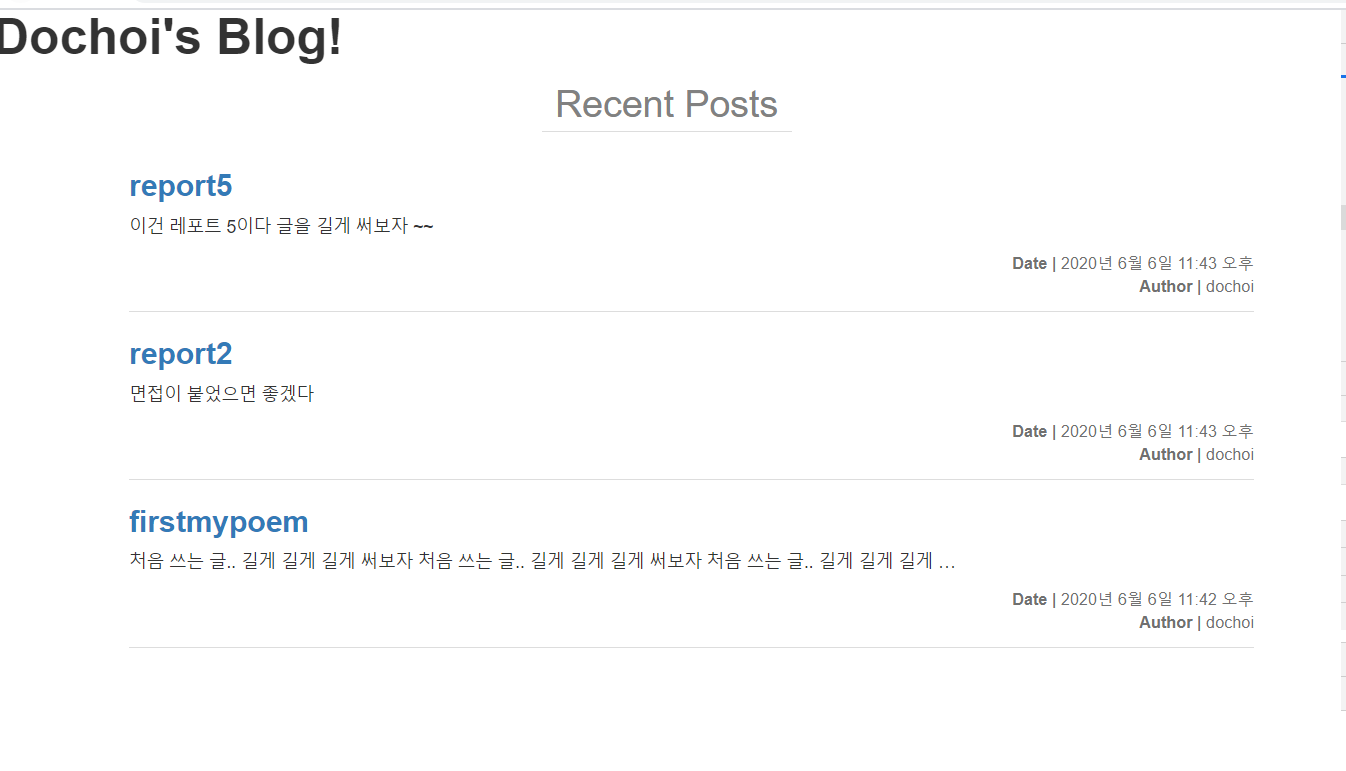 Dochoi's Blog!
Recent Posts
report5
이건 레포트 5이다 글을 길게 써보자 ~~
Date | 2020년 6월 6일 11:43 오후
Author | dochoi
report2
면접이 붙었으면 좋겠다
Date | 2020년 6월 6일 11:43 오후
Author | dochoi
firstmypoem
처음 쓰는 글.. 길게 길게 길게 써보자 처음 쓰는 글.. 길게 길게 길게 써보자 처음 쓰는 글.. 길게 길게 길게 …
Date | 2020년 6월 6일 11:42 오후
Author | dochoi